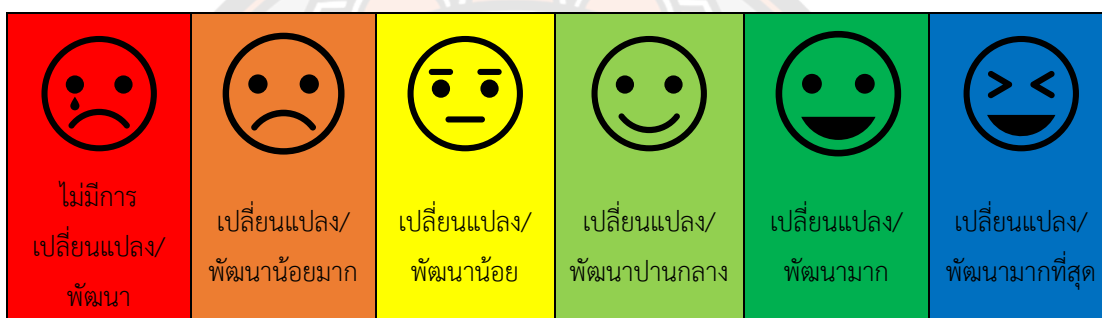 ไม่มีการ
เปลี่ยนแปลง/
พัฒนา
เปลี่ยนแปลง/
พัฒนาน้อยมาก
เปลี่ยนแปลง/
พัฒนาน้อย
เปลี่ยนแปลง/
พัฒนาปานกลาง
เปลี่ยนแปลง/
พัฒนามาก
เปลี่ยนแปลง/
พัฒนามากที่สุด